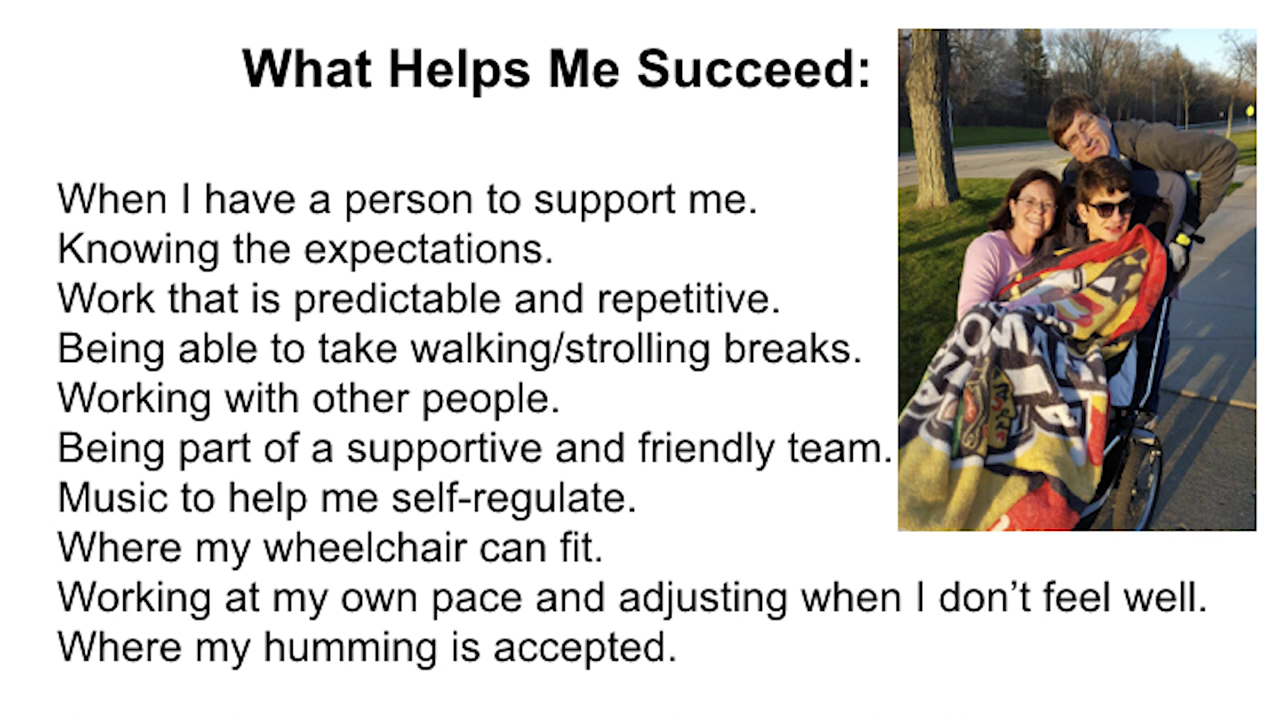 What Helps Me Succeed:
When I have a person to support me.
Knowing the expectations.
Work that is predictable and repetitive.
Being able to take walking/strolling breaks.
Working with other people.
Being part of a supportive and friendly team.
Music to help me self-regulate.
Where my wheelchair can fit.
Working at my own pace and adjusting when I don’t feel well.
Where my humming is accepted.